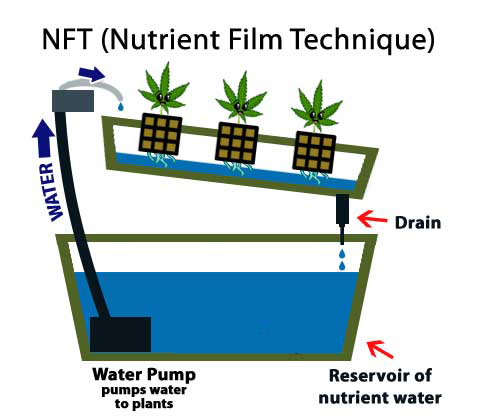 NFT (Nutrient Film Technique)
WATER
Drain
Water Pump
pumps water
to plants
Reservoir of
nutrient water